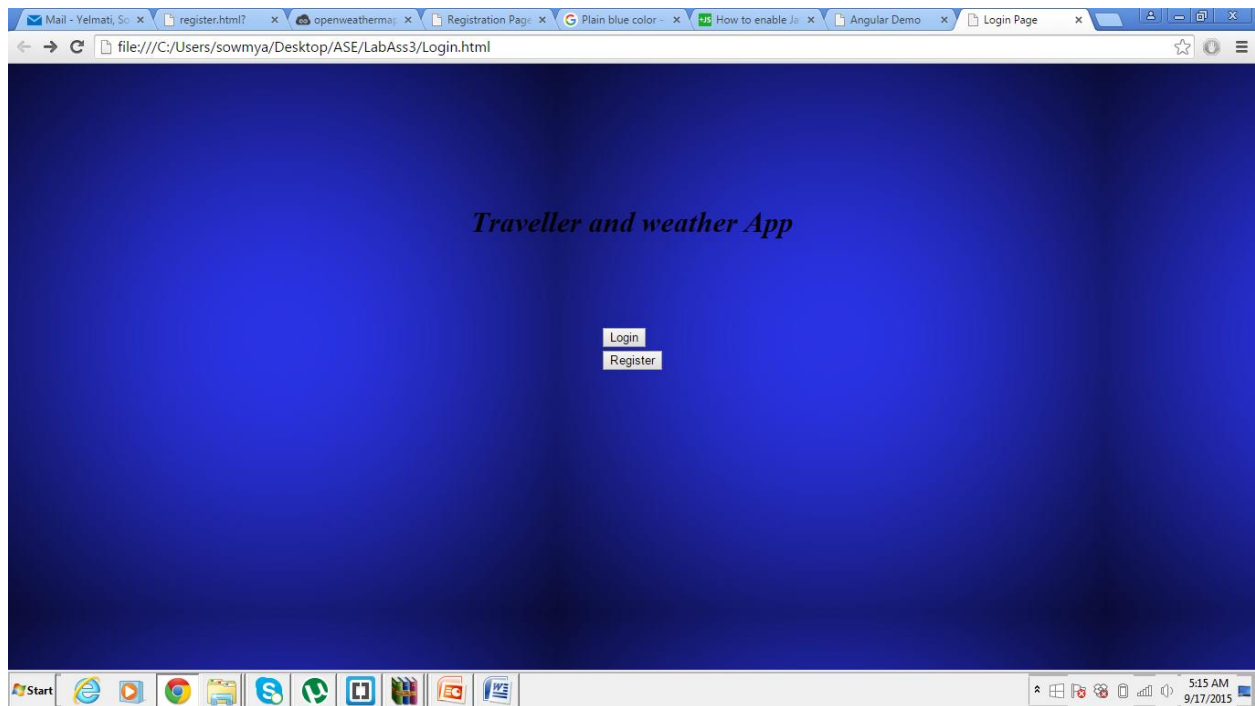 Mail - Yelmati, So
register.html?
openweathermap
Registration Page
Plain blue color -
How to enable Ja
Angular Demo
Login Page
file:///C:/Users/sowmya/Desktop/ASE/LabAss3/Login.html
Traveller and weather App
Login
Register
Start
5:15 AM
9/17/2015